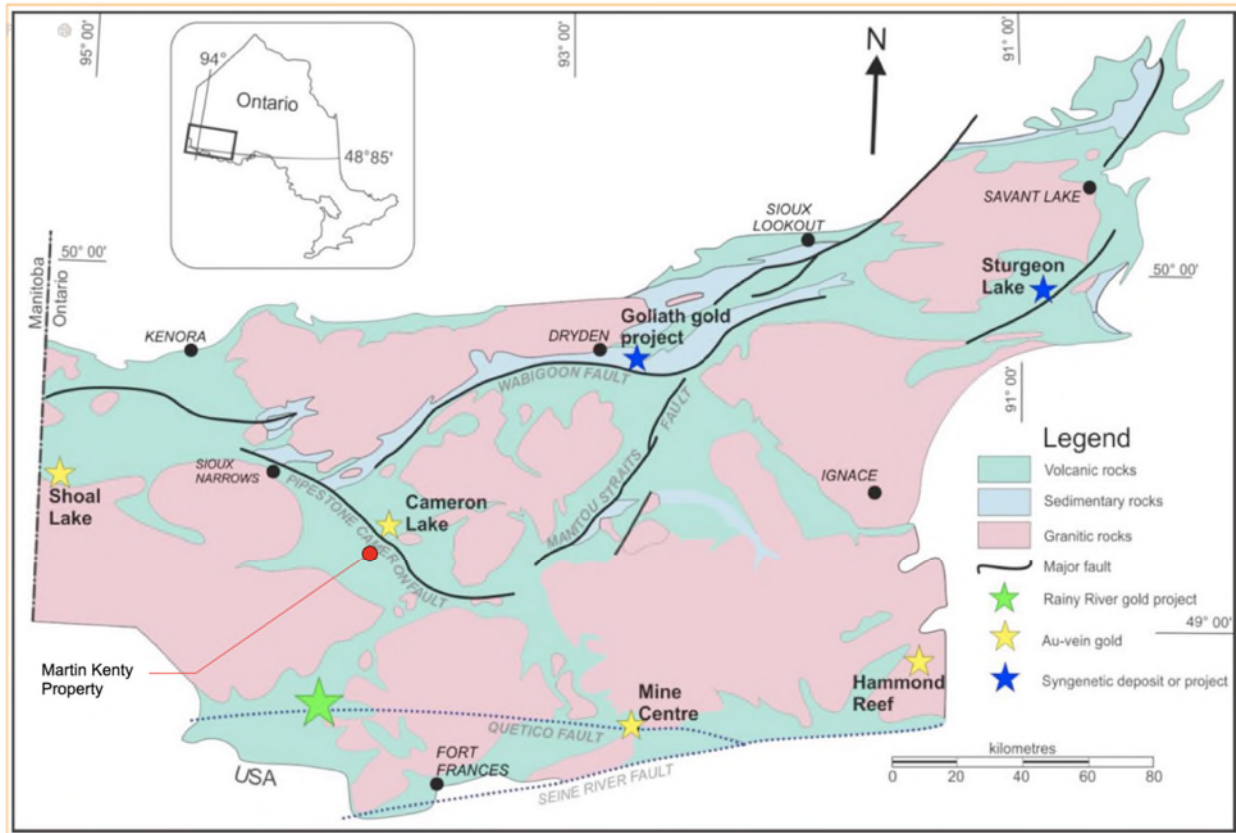 95° 00'
93° 00'
91° 00'
N
94°
Ontario
48°85'
SAVANT LAKE
SIOUX
LOOKOUT
50° 00'
Manitoba
Ontario
Sturgeon
Lake
50° 00'
Goliath gold
project
KENORA
DRYDEN
WABIGOON FAULT
91° 00'
Legend
Volcanic rocks
Sedimentary rocks
Granitic rocks
Major fault
Rainy River gold project
Au-vein gold
Syngenetic deposit or project
SIOUX
NARROWS
IGNACE
Shoal
Lake
Cameron
Lake
PIPESTONE CAMERON FAULT
MANITOU STRAITS
FAULT
49° 00'
Martin Kenty
Property
Mine
Centre
Hammond
Reef
QUETICO FAULT
FORT
FRANCES
USA
SEINE RIVER FAULT
kilometres
0 20 40 60 80